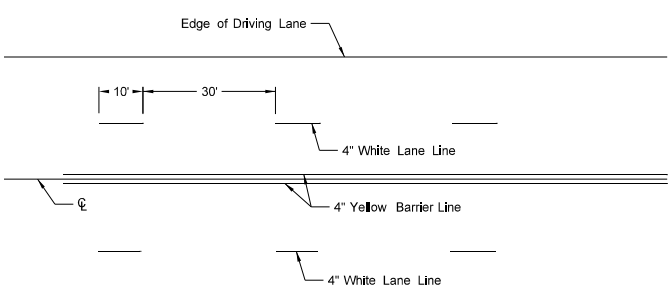 Edge of Driving Lane
10' 30'
4" White Lane Line
℄
4" Yellow Barrier Line
4" White Lane Line